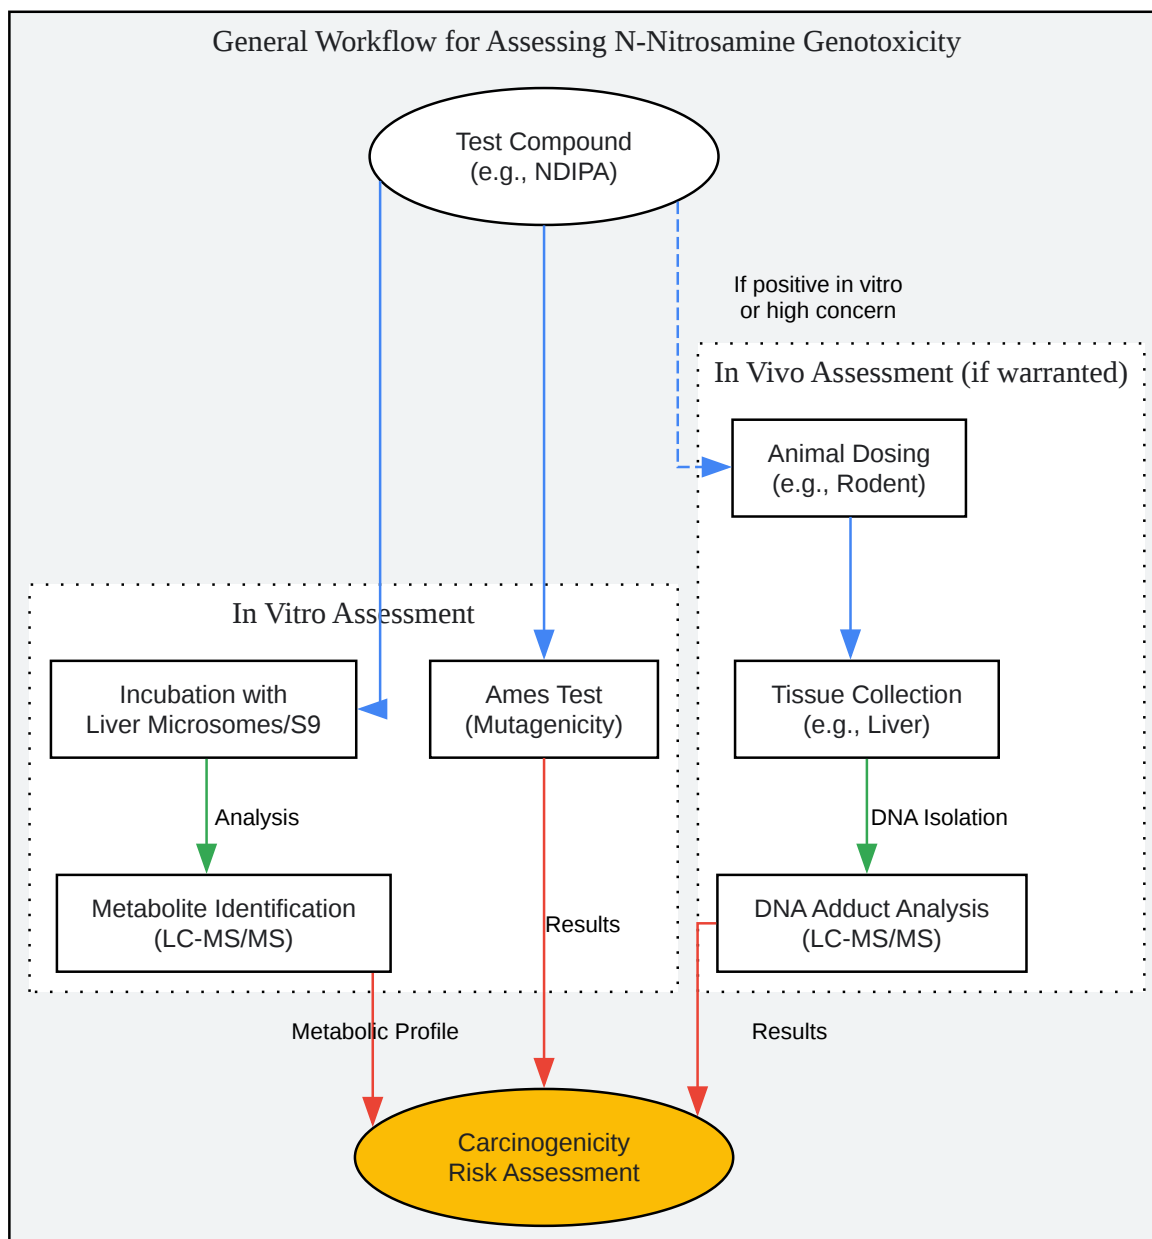 General Workflow for Assessing N-Nitrosamine Genotoxicity
Test Compound
(e.g., NDIPA)
If positive in vitro
or high concern
In Vivo Assessment (if warranted)
Animal Dosing
(e.g., Rodent)
In Vitro Assessment
Incubation with
Liver Microsomes/S9
Ames Test
(Mutagenicity)
Tissue Collection
(e.g., Liver)
Analysis
DNA Isolation
Metabolite Identification
(LC-MS/MS)
Results
DNA Adduct Analysis
(LC-MS/MS)
Metabolic Profile
Results
Carcinogenicity
Risk Assessment